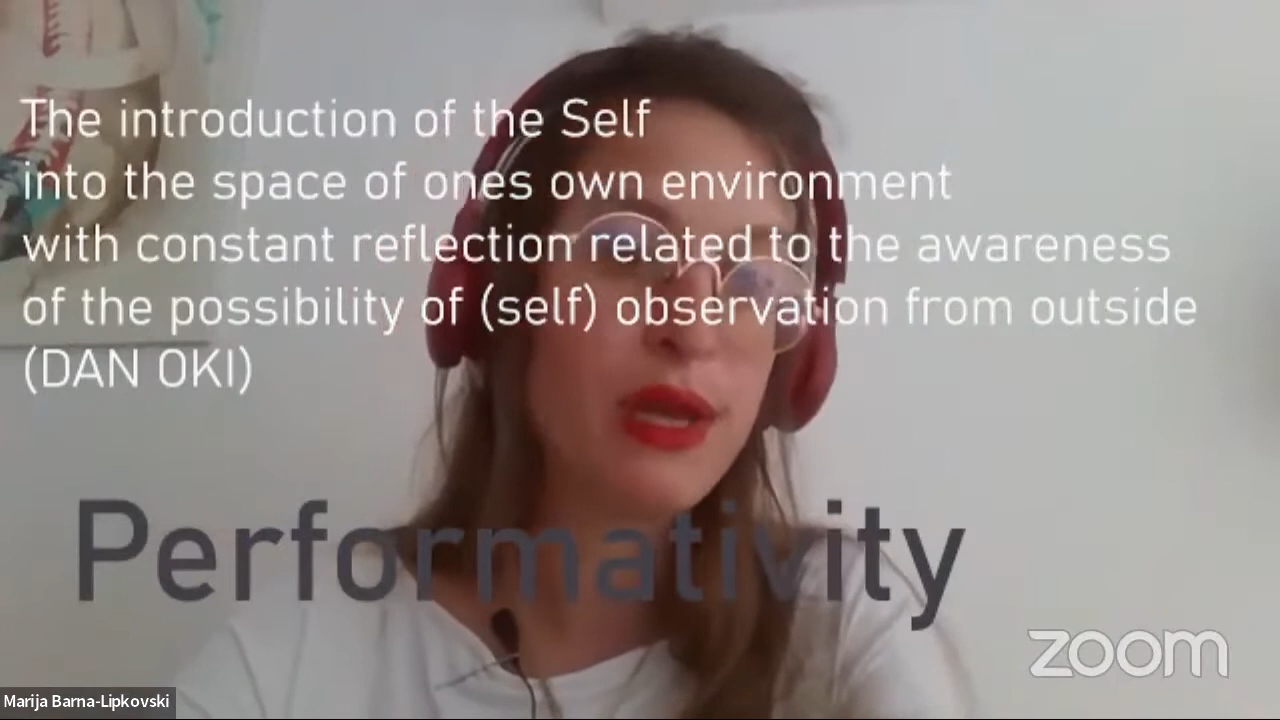 The introduction of the Self
into the space of ones own environment
with constant reflection related to the awareness
of the possibility of (self) observation from outside
(DAN OKI)
Performativity
zoom
Marija Barna-Lipkovski